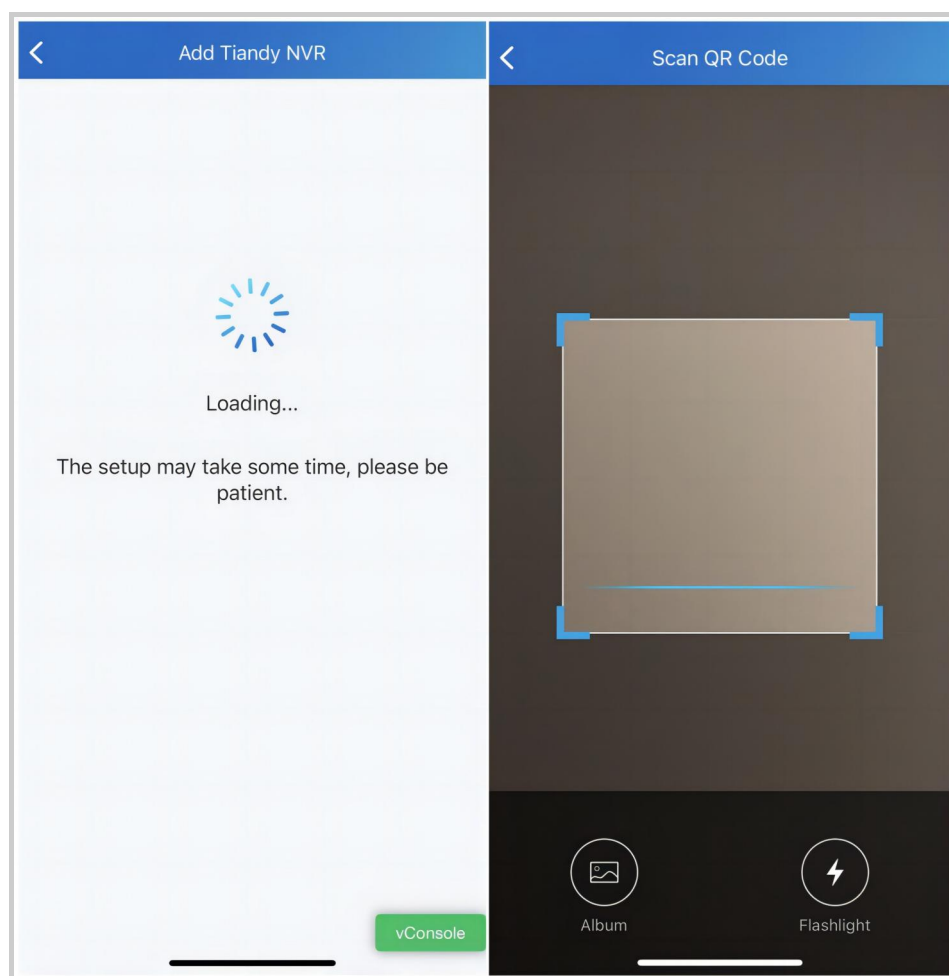 Add Tiandy NVR
Loading...
The setup may take some time, please be
patient.
vConsole
Scan QR Code
Album
Flashlight